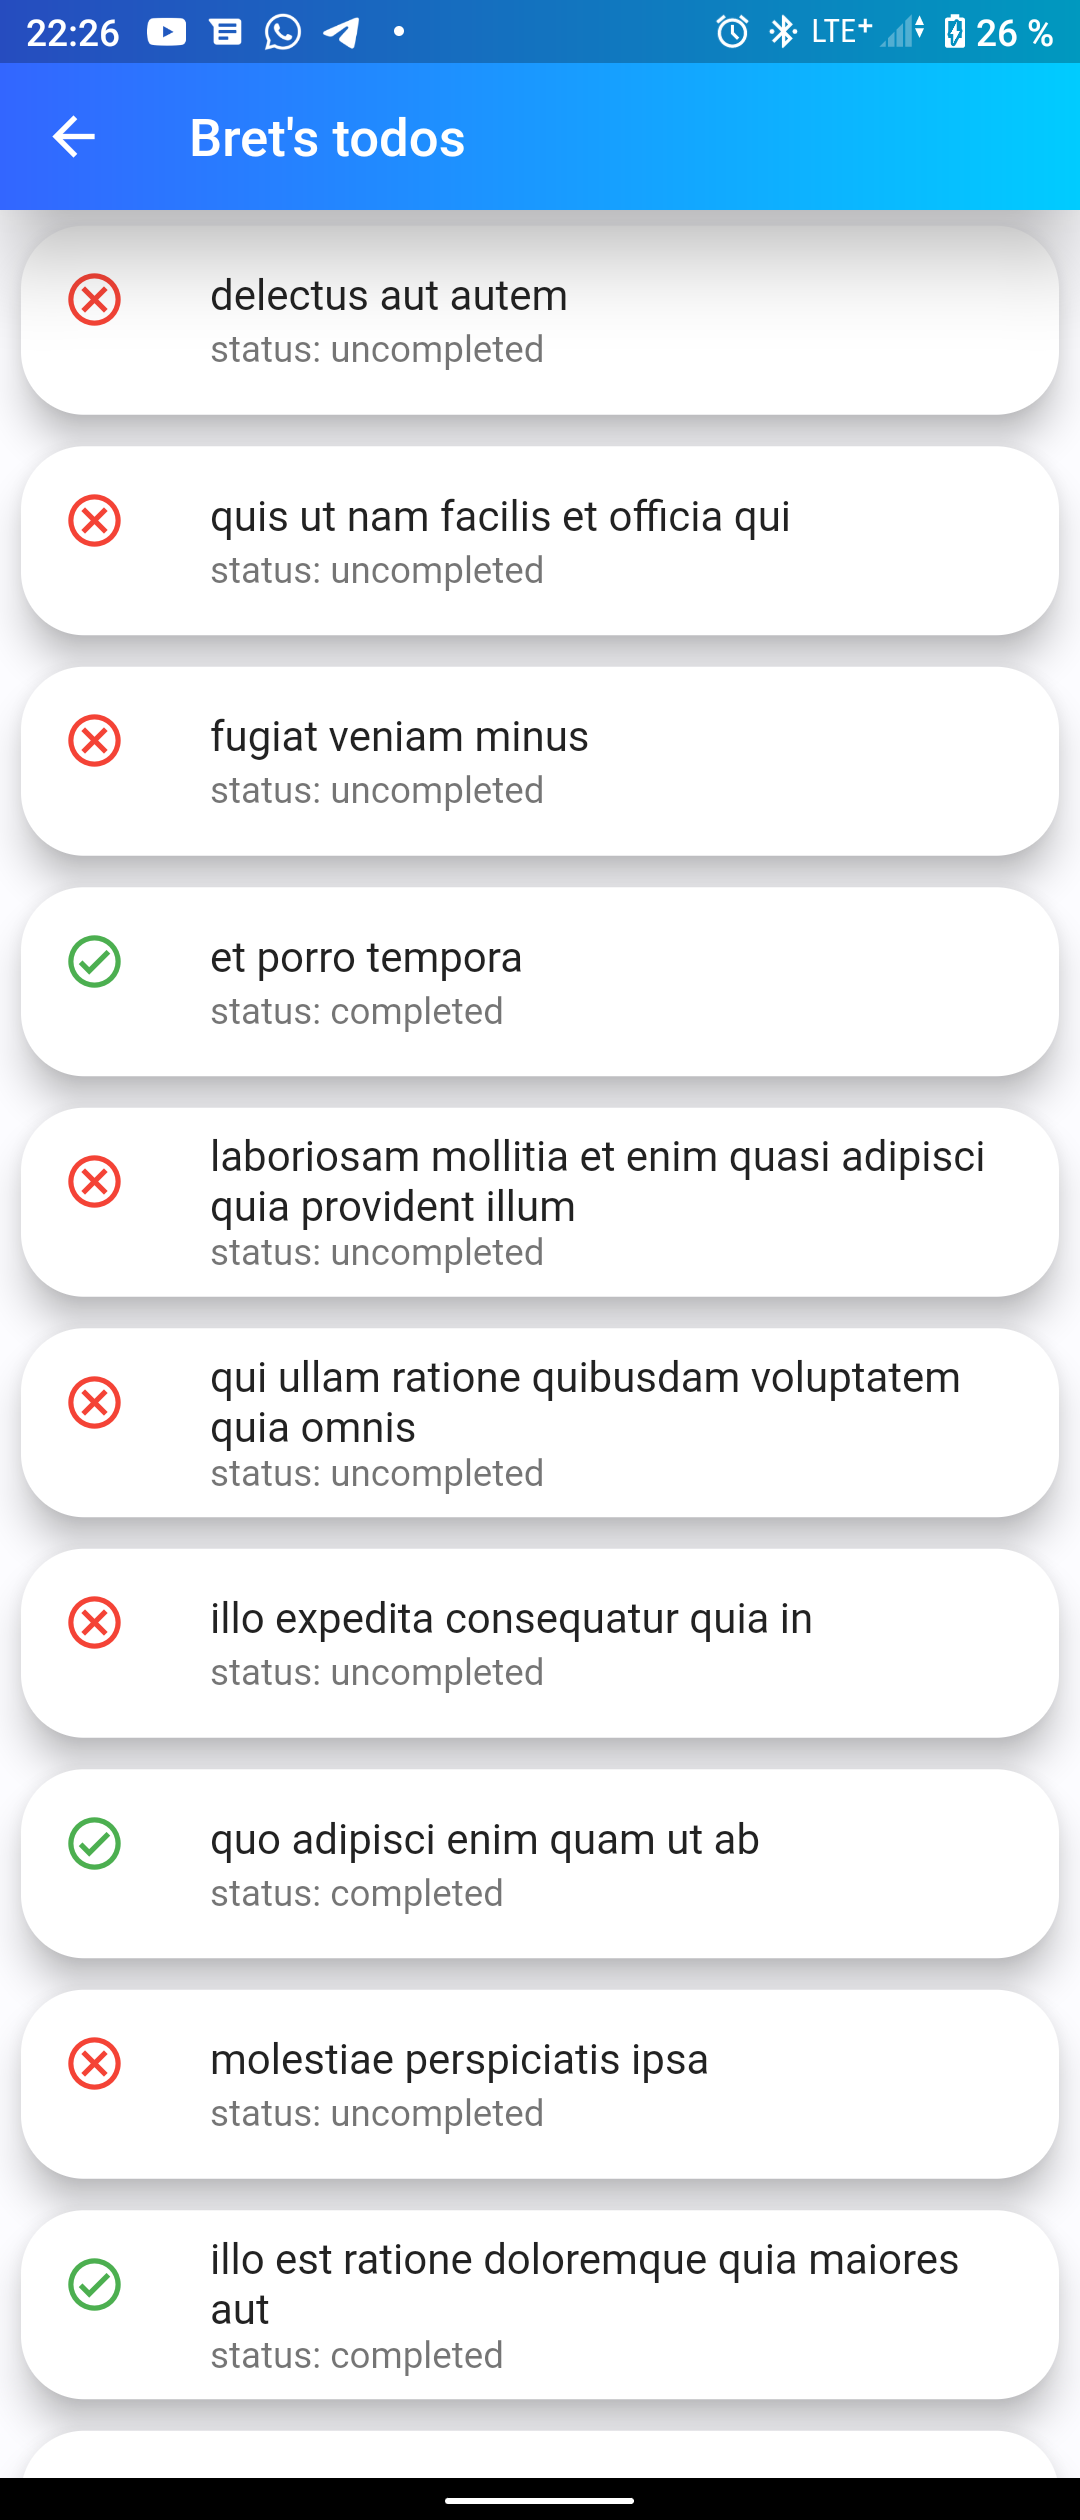 22:26 LTE+ 26 %
Bret's todos
delectus aut autem
status: uncompleted
quis ut nam facilis et officia qui
status: uncompleted
fugiat veniam minus
status: uncompleted
et porro tempora
status: completed
laboriosam mollitia et enim quasi adipisci
quia provident illum
status: uncompleted
qui ullam ratione quibusdam voluptatem
quia omnis
status: uncompleted
illo expedita consequatur quia in
status: uncompleted
quo adipisci enim quam ut ab
status: completed
molestiae perspiciatis ipsa
status: uncompleted
illo est ratione doloremque quia maiores
aut
status: completed